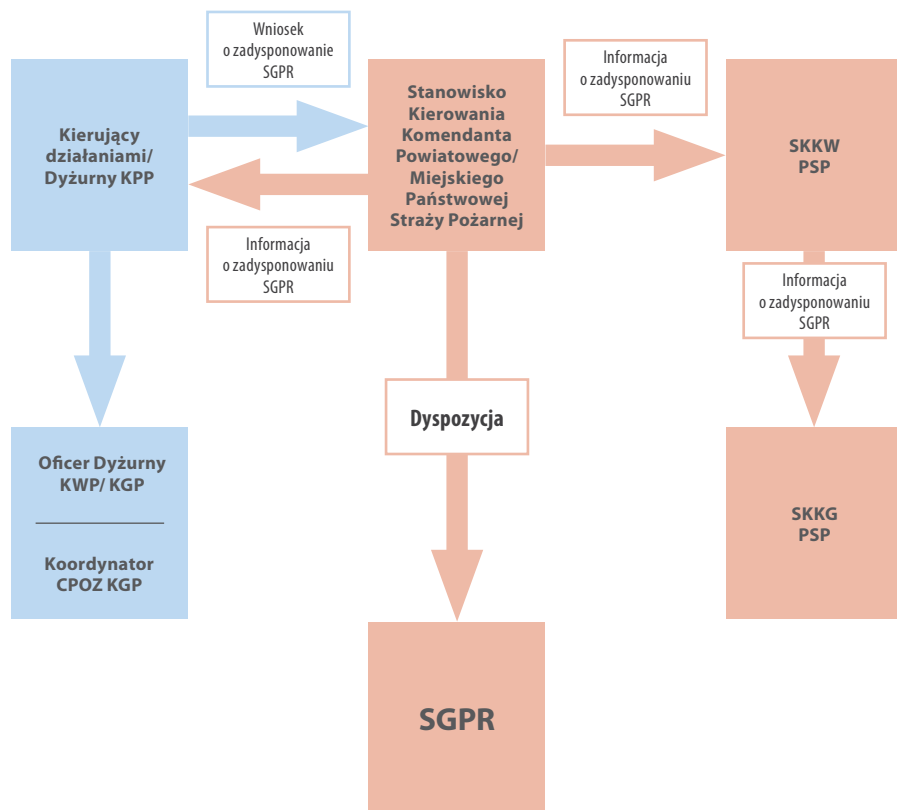 Wniosek
o zadysponowanie
SGPR
Kierujący
działaniami/
Dyżurny KPP
Informacja
o zadysponowaniu
SGPR
Stanowisko
Kierowania
Komendanta
Powiatowego/
Miejskiego
Państwowej
Straży Pożarnej
Informacja
o zadysponowaniu
SGPR
SKKW
PSP
Informacja
o zadysponowaniu
SGPR
Dyspozycja
Oficer Dyżurny
KWP/ KGP
Koordynator
CPOZ KGP
SKKG
PSP
SGPR